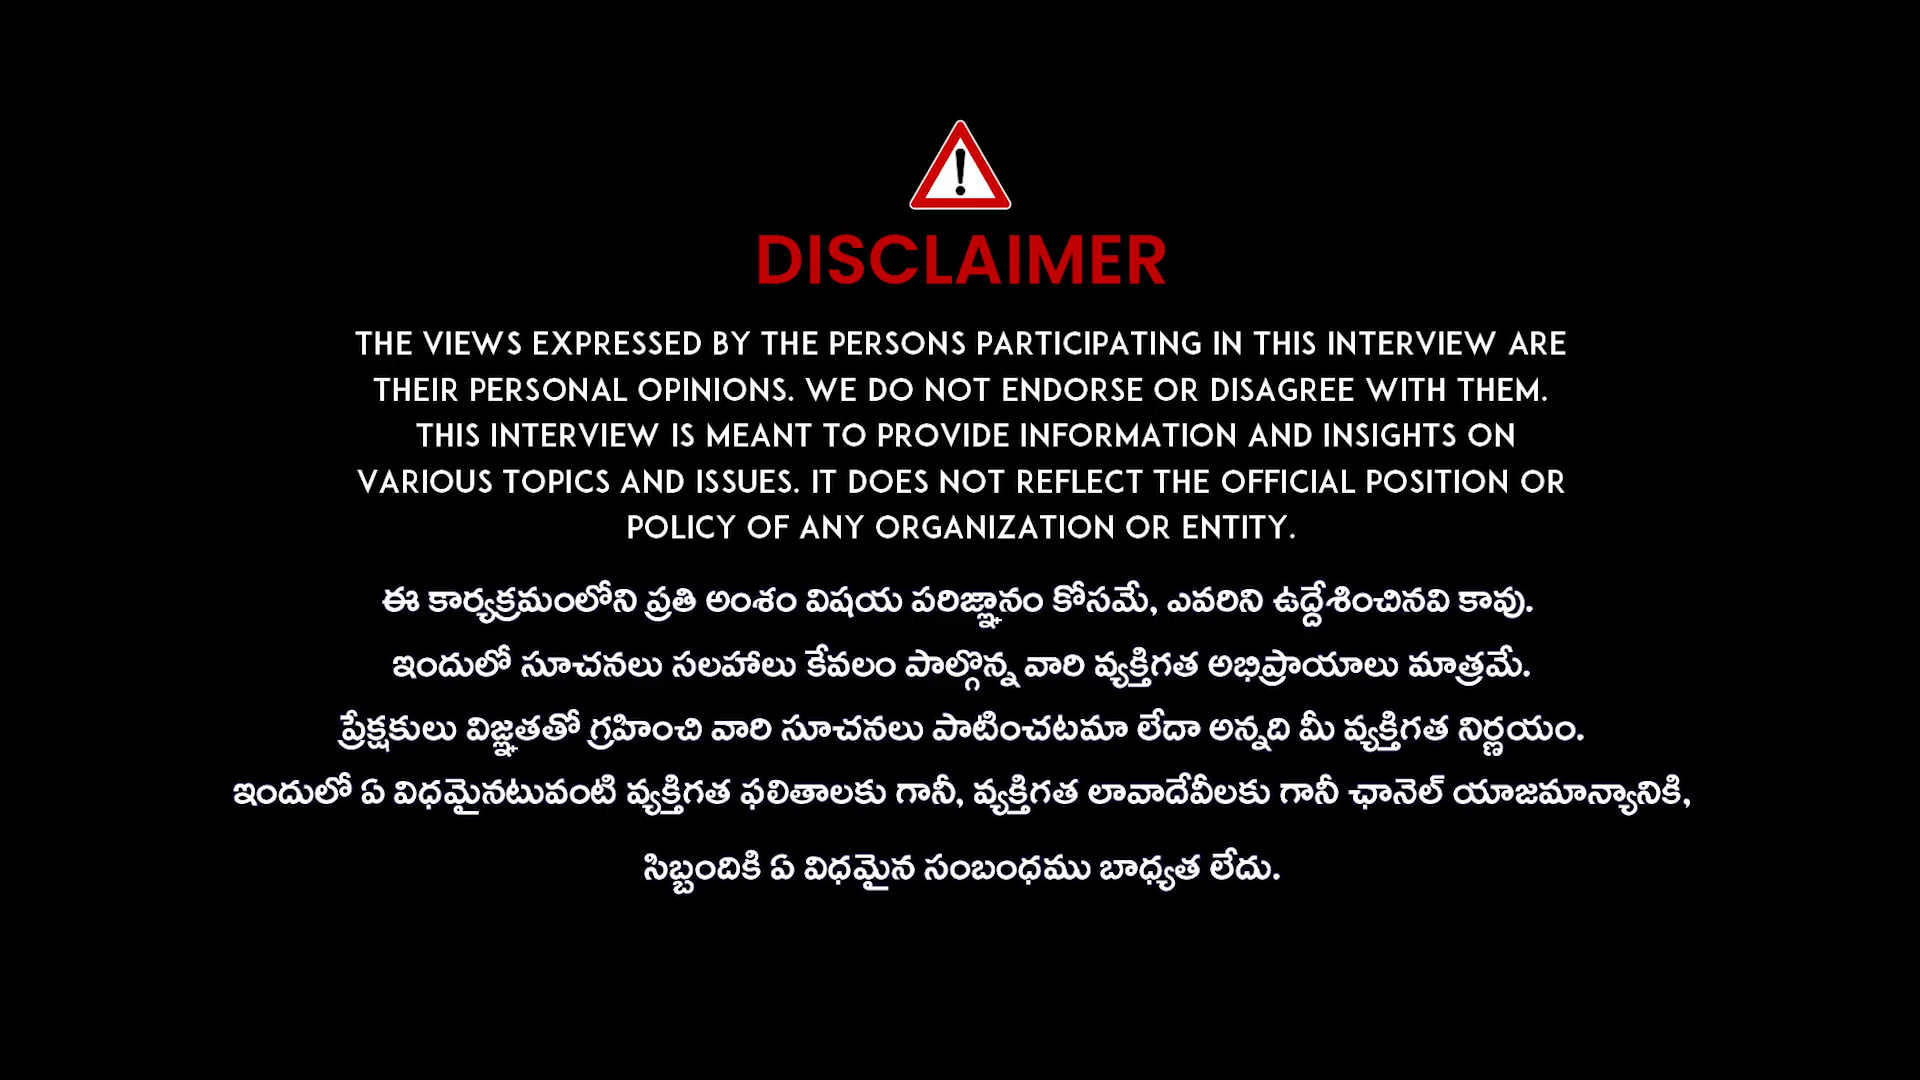 DISCLAIMER
THE VIEWS EXPRESSED BY THE PERSONS PARTICIPATING IN THIS INTERVIEW ARE
THEIR PERSONAL OPINIONS. WE DO NOT ENDORSE OR DISAGREE WITH THEM.
THIS INTERVIEW IS MEANT TO PROVIDE INFORMATION AND INSIGHTS ON
VARIOUS TOPICS AND ISSUES. IT DOES NOT REFLECT THE OFFICIAL POSITION OR
POLICY OF ANY ORGANIZATION OR ENTITY.
ఈ కార్యక్రమంలోని ప్రతి అంశం విషయ పరిజ్ఞానం కోసమే, ఎవరిని ఉద్దేశించినవి కావు.
ఇందులో సూచనలు సలహాలు కేవలం పాల్గొన్న వారి వ్యక్తిగత అభిప్రాయాలు మాత్రమే.
ప్రేక్షకులు విజ్ఞతతో గ్రహించి వారి సూచనలు పాటించటమా లేదా అన్నది మీ వ్యక్తిగత నిర్ణయం.
ఇందులో ఏ విధమైనటువంటి వ్యక్తిగత ఫలితాలకు గానీ, వ్యక్తిగత లావాదేవీలకు గానీ ఛానెల్ యాజమాన్యానికి,
సిబ్బందికి ఏ విధమైన సంబంధము బాధ్యత లేదు.